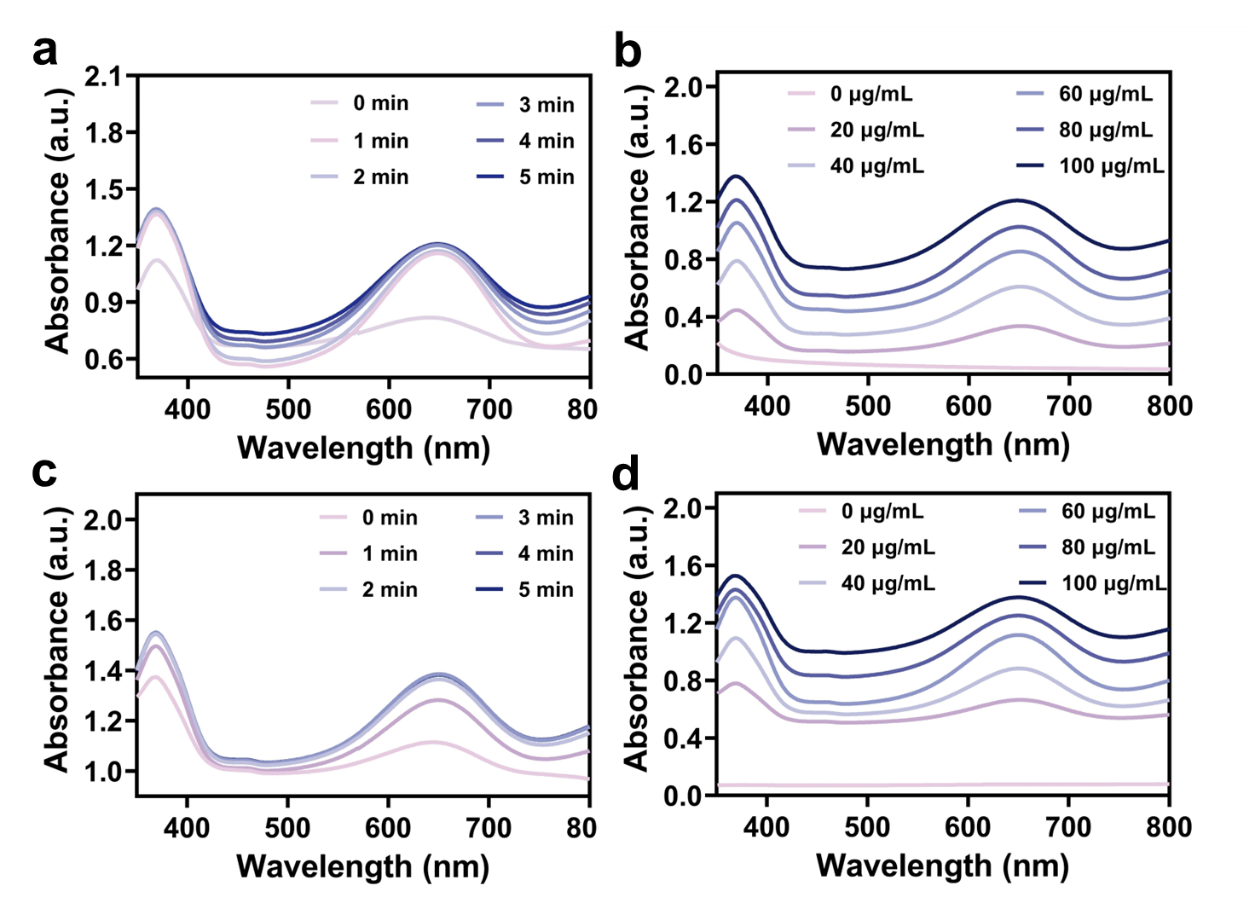 a
2.1
1.8
1.5
1.2
0.9
0.6
Absorbance (a.u.)
0 min
1 min
2 min
3 min
4 min
5 min
400 500 600 700 80
Wavelength (nm)
b
2.0
1.6
1.2
0.8
0.4
0.0
Absorbance (a.u.)
0 µg/mL
20 µg/mL
40 µg/mL
60 µg/mL
80 µg/mL
100 µg/mL
400 500 600 700 800
Wavelength (nm)
c
2.0
1.8
1.6
1.4
1.2
1.0
Absorbance (a.u.)
0 min
1 min
2 min
3 min
4 min
5 min
400 500 600 700 80
Wavelength (nm)
d
2.0
1.6
1.2
0.8
0.4
0.0
Absorbance (a.u.)
0 µg/mL
20 µg/mL
40 µg/mL
60 µg/mL
80 µg/mL
100 µg/mL
400 500 600 700 800
Wavelength (nm)